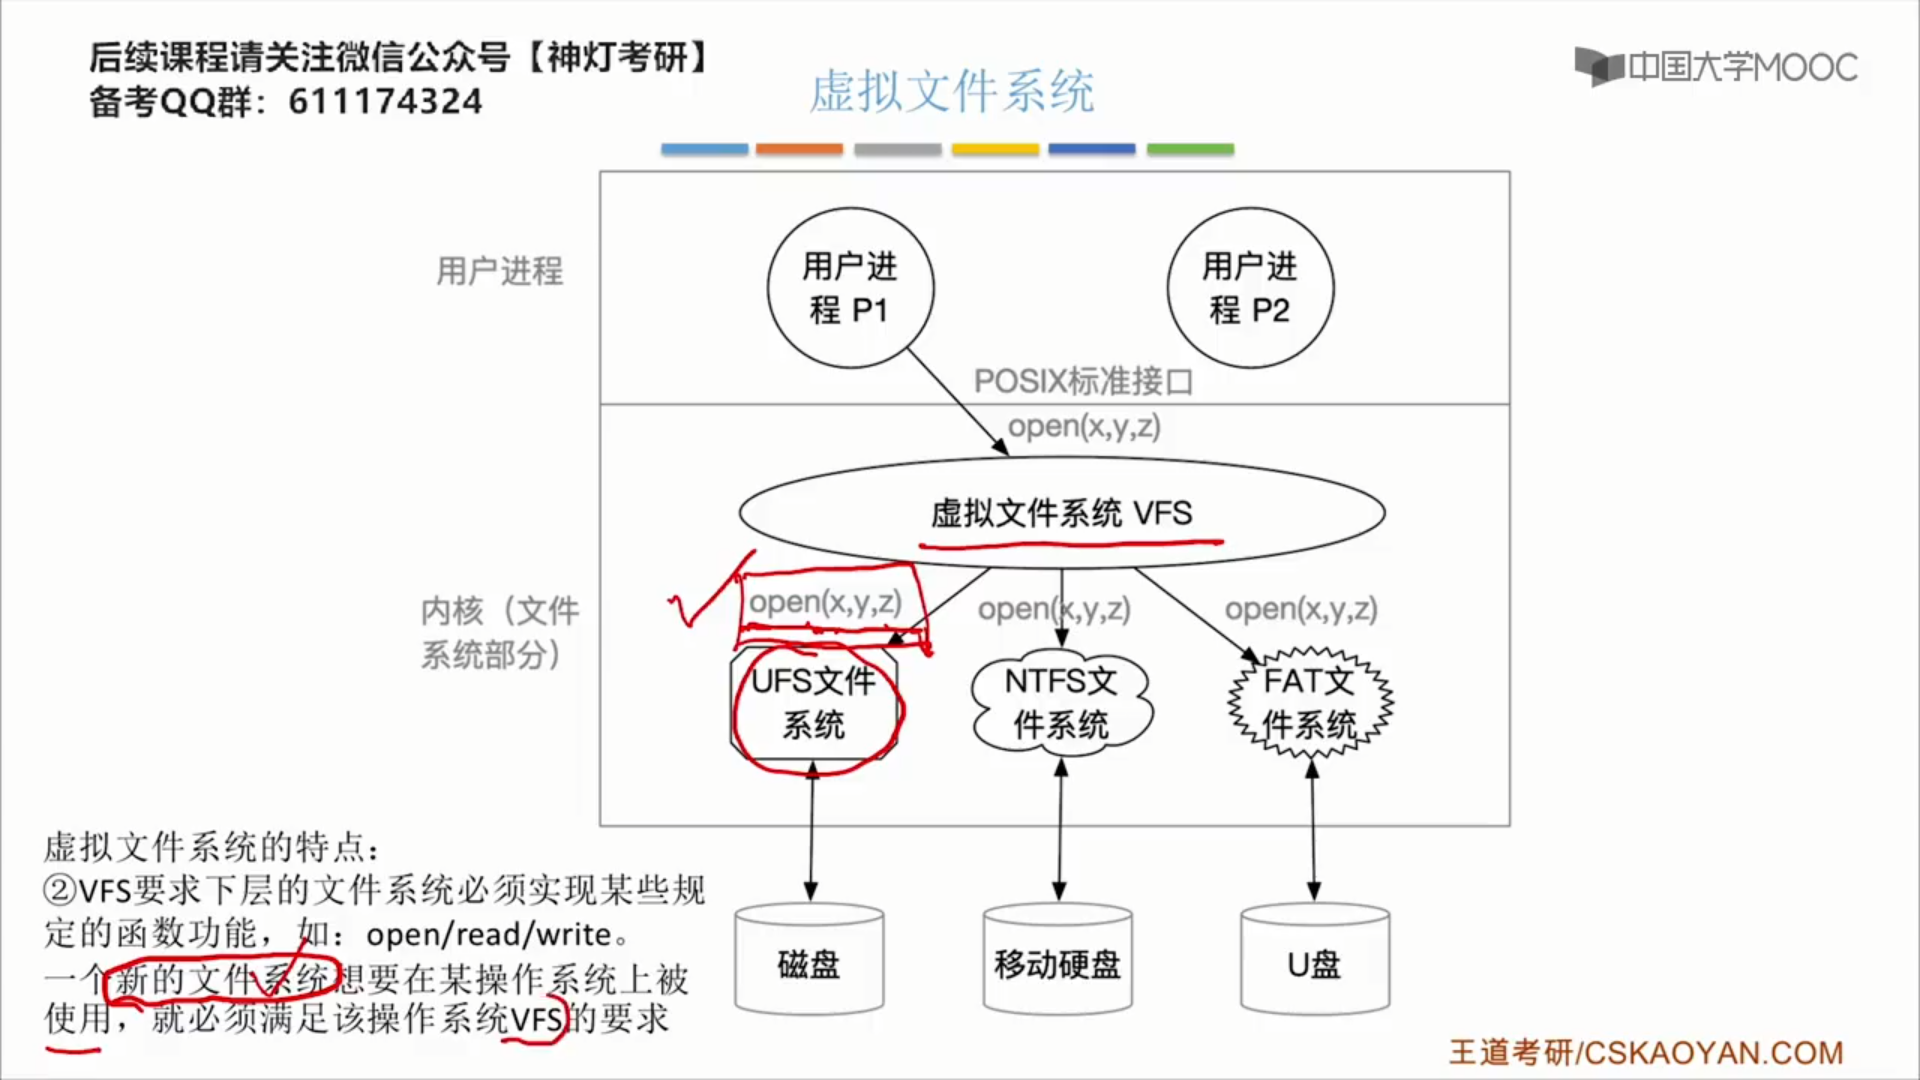 后续课程请关注微信公众号【神灯考研】
备考QQ群：611174324
中国大学MOOC
虚拟文件系统
用户进程
用户进
程 P1
用户进
程 P2
POSIX标准接口
open(x,y,z)
虚拟文件系统 VFS
内核（文件
系统部分）
open(x,y,z)
open(x,y,z)
open(x,y,z)
UFS文件
系统
NTFS文
件系统
FAT文
件系统
磁盘
移动硬盘
U盘
虚拟文件系统的特点：
②VFS要求下层的文件系统必须实现某些规
定的函数功能，如：open/read/write。
一个新的文件系统想要在某操作系统上被
使用，就必须满足该操作系统VFS的要求
王道考研/CSKAOYAN.COM